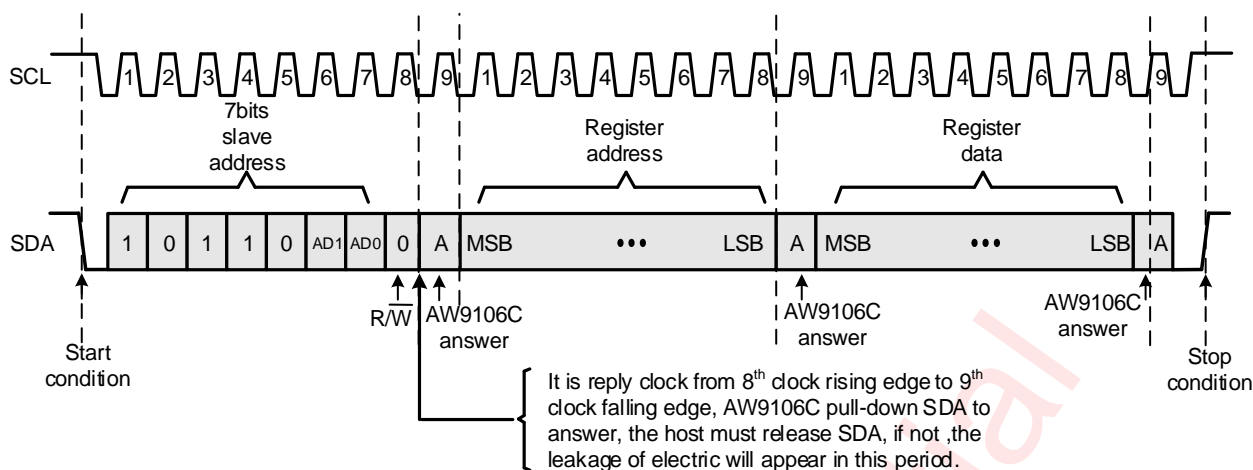 SCL 1 2 3 4 5 6 7 8 9 1 2 3 4 5 6 7 8 9 1 2 3 4 5 6 7 8 9
7bits
slave
address
Register
address
Register
data
SDA 1 0 1 1 0 AD1 AD0 0 A MSB ••• LSB A MSB ••• LSB A
R/W̅
AW9106C
answer
AW9106C
answer
AW9106C
answer
Start
condition
Stop
condition
It is reply clock from 8th clock rising edge to 9th
clock falling edge, AW9106C pull-down SDA to
answer, the host must release SDA, if not ,the
leakage of electric will appear in this period.